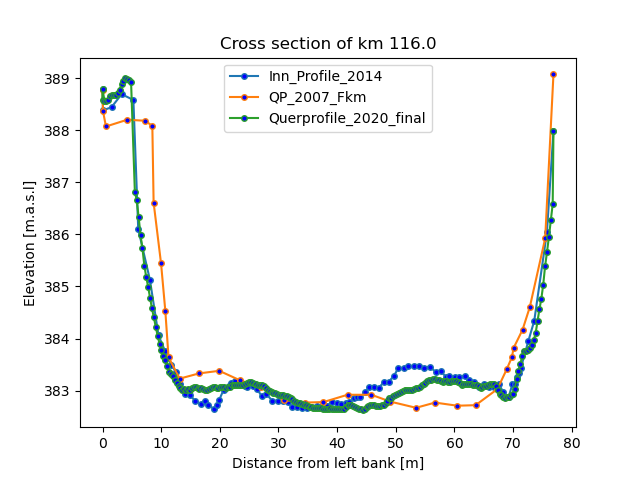 Cross section of km 116.0
Inn_Profile_2014
QP_2007_Fkm
Querprofile_2020_final
Elevation [m.a.s.l]
389
388
387
386
385
384
383
0 10 20 30 40 50 60 70 80
Distance from left bank [m]